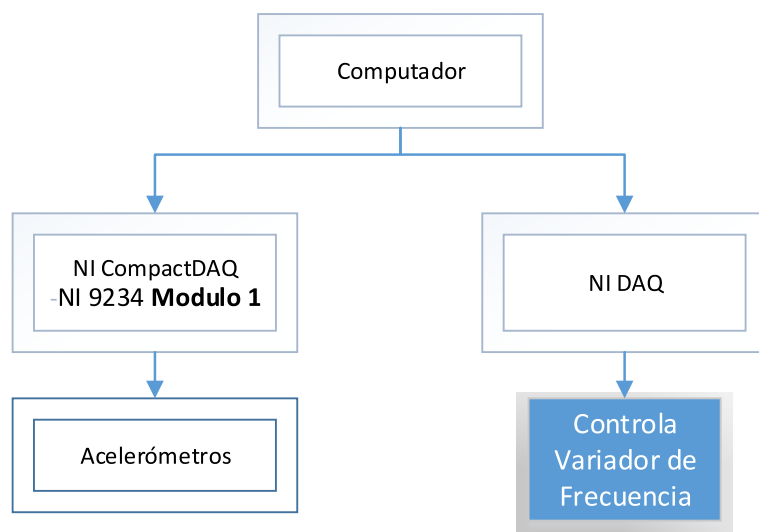 Computador
NI CompactDAQ
-NI 9234 Modulo 1
NI DAQ
Acelerómetros
Controla
Variador de
Frecuencia